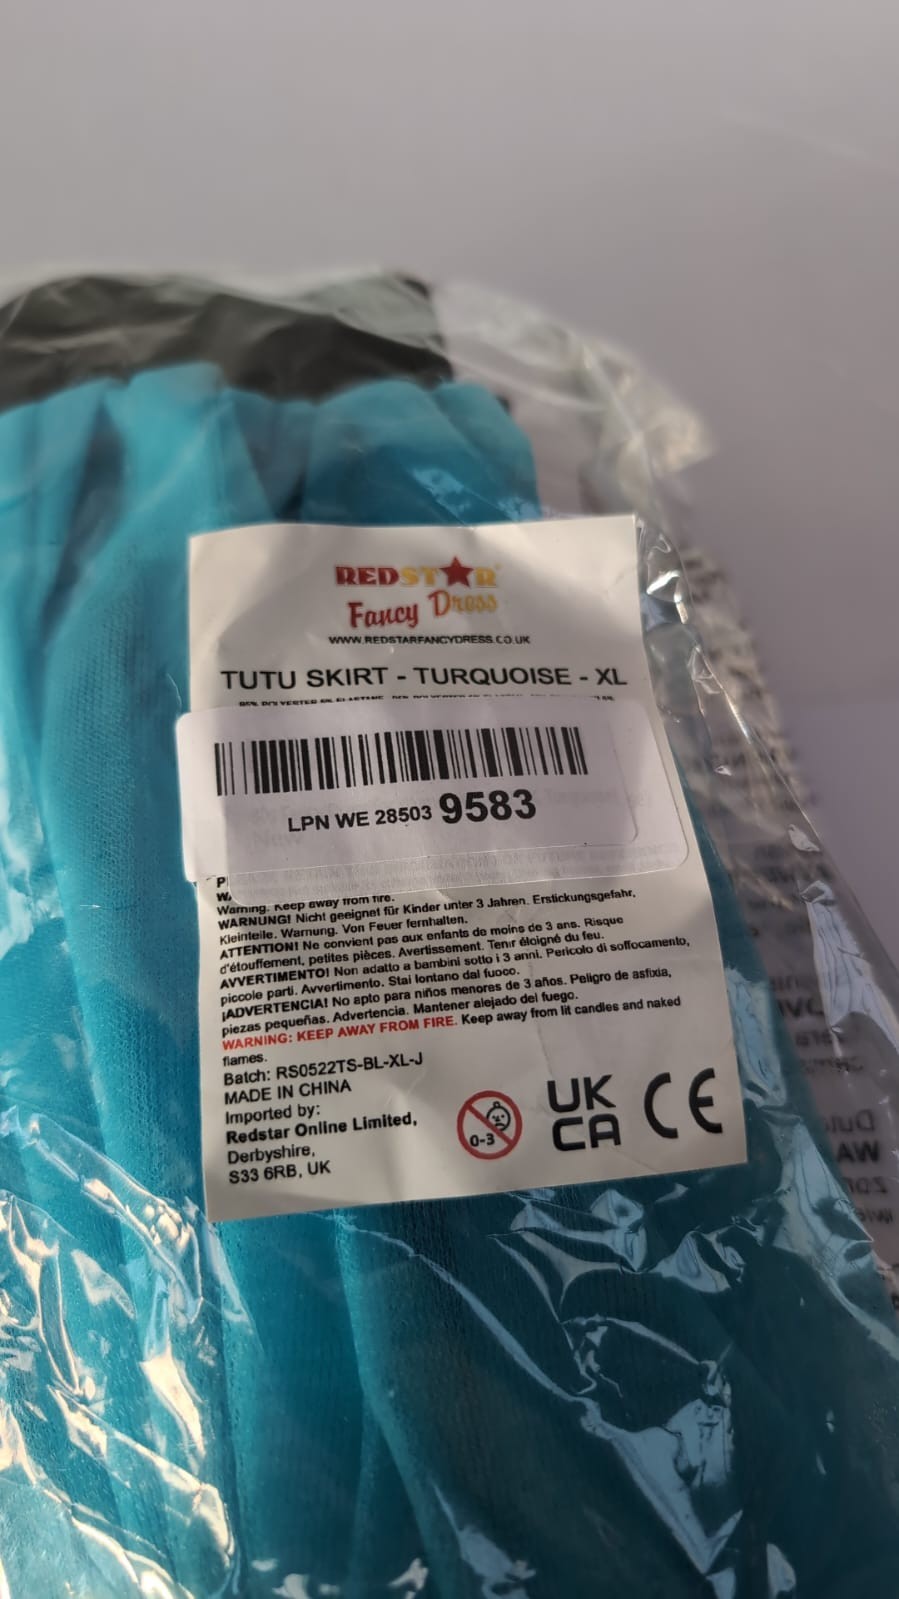 REDSTAR
Fancy Dress
WWW.REDSTARFANCYDRESS.CO.UK
TUTU SKIRT - TURQUOISE - XL
LPN WE 28503 9583
Warning. Keep away from fire.
WARNUNG! Nicht geeignet für Kinder unter 3 Jahren. Erstickungsgefahr,
Kleinteile. Warnung. Von Feuer fernhalten.
ATTENTION! Ne convient pas aux enfants de moins de 3 ans. Risque
d'étouffement, petites pièces. Avertissement. Tenir éloigné du feu.
AVVERTIMENTO! Non adatto a bambini sotto i 3 anni. Pericolo di soffocamento,
piccole parti. Avvertimento. Stai lontano dal fuoco.
¡ADVERTENCIA! No apto para niños menores de 3 años. Peligro de asfixia,
piezas pequeñas. Advertencia. Mantener alejado del fuego.
WARNING: KEEP AWAY FROM FIRE. Keep away from lit candles and naked
flames.
Batch: RS0522TS-BL-XL-J
MADE IN CHINA
Imported by:
Redstar Online Limited,
Derbyshire,
S33 6RB, UK
0-3
UK
CA
CE